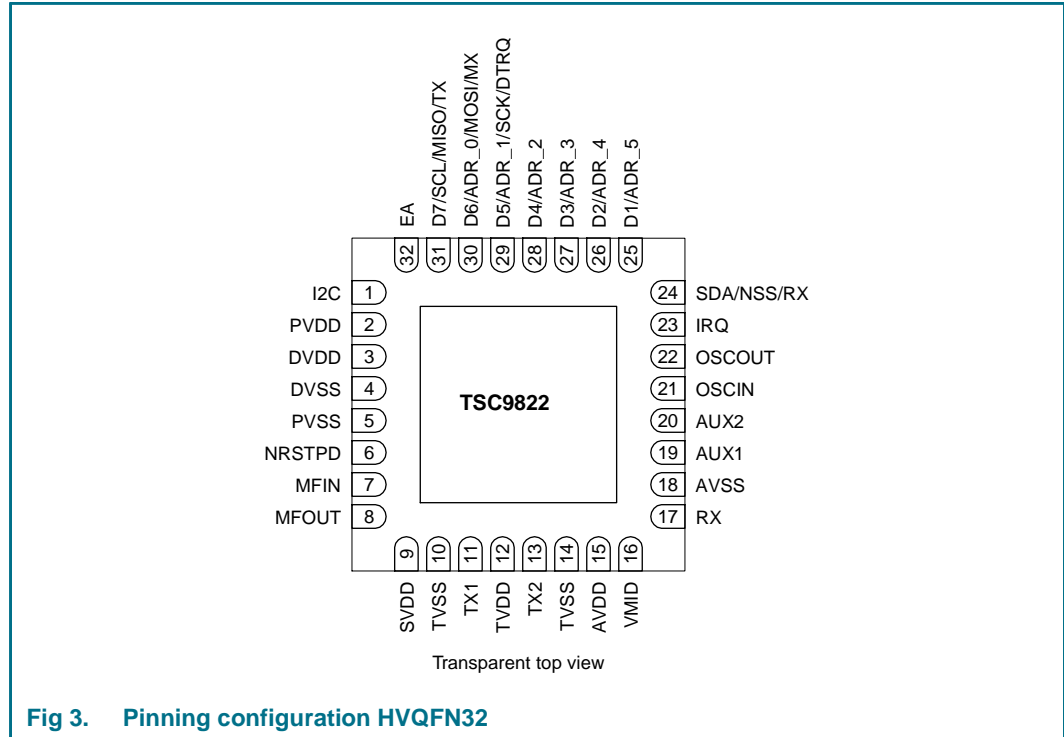 D7/SCL/MISO/TX
D6/ADR_0/MOSI/MX
D5/ADR_1/SCK/DTRQ
D4/ADR_2
D3/ADR_3
D2/ADR_4
D1/ADR_5
EA
32 31 30 29 28 27 26 25
I2C 1 24 SDA/NSS/RX
PVDD 2 23 IRQ
DVDD 3 22 OSCOUT
DVSS 4 21 OSCIN
TSC9822
PVSS 5 20 AUX2
NRSTPD 6 19 AUX1
MFIN 7 18 AVSS
MFOUT 8 17 RX
9 10 11 12 13 14 15 16
SVDD
TVSS
TX1
TVDD
TX2
TVSS
AVDD
VMID
Transparent top view
Fig 3. Pinning configuration HVQFN32